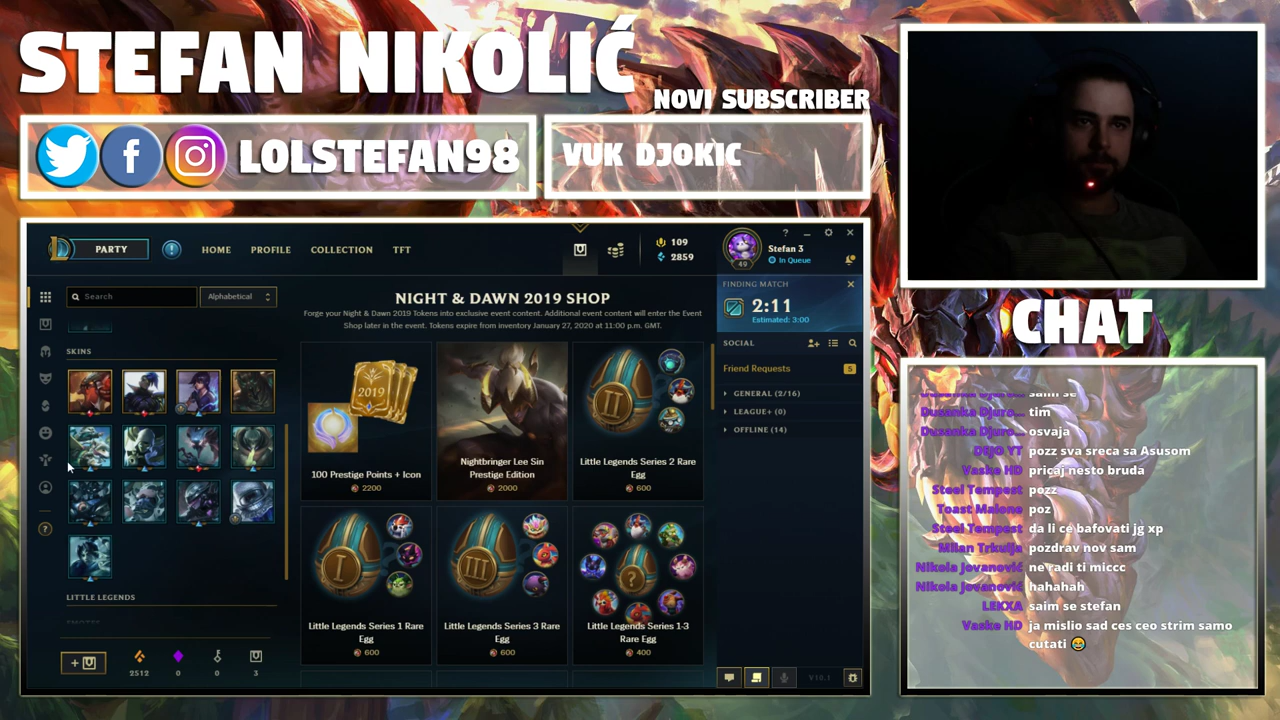 STEFAN NIKOLIĆ
NOVI SUBSCRIBER
LOLSTEFAN98
VUK DJOKIC
PARTY
HOME
PROFILE
COLLECTION
TFT
109
2859
Stefan 3
In Queue
49
Search
Alphabetical
SKINS
LITTLE LEGENDS
2512
0
0
3
NIGHT & DAWN 2019 SHOP
Forge your Night & Dawn 2019 Tokens into exclusive event content. Additional event content will enter the Event
Shop later in the event. Tokens expire from inventory January 27, 2020 at 11:00 p.m. GMT.
2019
100 Prestige Points + Icon
2200
Nightbringer Lee Sin
Prestige Edition
2000
II
Little Legends Series 2 Rare
Egg
600
I
Little Legends Series 1 Rare
Egg
600
III
Little Legends Series 3 Rare
Egg
600
?
Little Legends Series 1-3
Rare Egg
400
FINDING MATCH
2:11
Estimated: 3:00
SOCIAL
Friend Requests
5
GENERAL (2/16)
LEAGUE+ (0)
OFFLINE (14)
V10.1
CHAT
Dusanka Djuro... tim
Dusanka Djuro... osvaja
DEJO YT pozz sva sreca sa Asusom
Vaske HD pricaj nesto bruda
Steel Tempest pozz
Toast Malone poz
Steel Tempest da li ce bafovati jg xp
Milan Trkulja pozdrav nov sam
Nikola Jovanović ne radi ti miccc
Nikola Jovanović hahahah
LEKXA saim se stefan
Vaske HD ja mislio sad ces ceo strim samo
cutati 😂